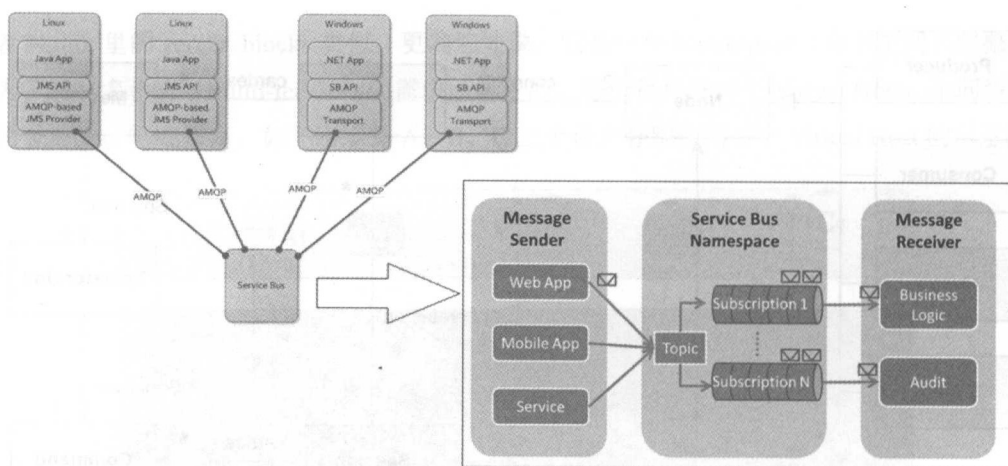 Linux
Java App
JMS API
AMQP-based
JMS Provider
Linux
Java App
JMS API
AMQP-based
JMS Provider
Windows
.NET App
SB API
AMQP
Transport
Windows
.NET App
SB API
AMQP
Transport
AMQP
AMQP
AMQP
AMQP
Service Bus
Message
Sender
Web App
Mobile App
Service
Service Bus
Namespace
Topic
Subscription 1
Subscription N
Message
Receiver
Business
Logic
Audit
Producer
Node
Consumer